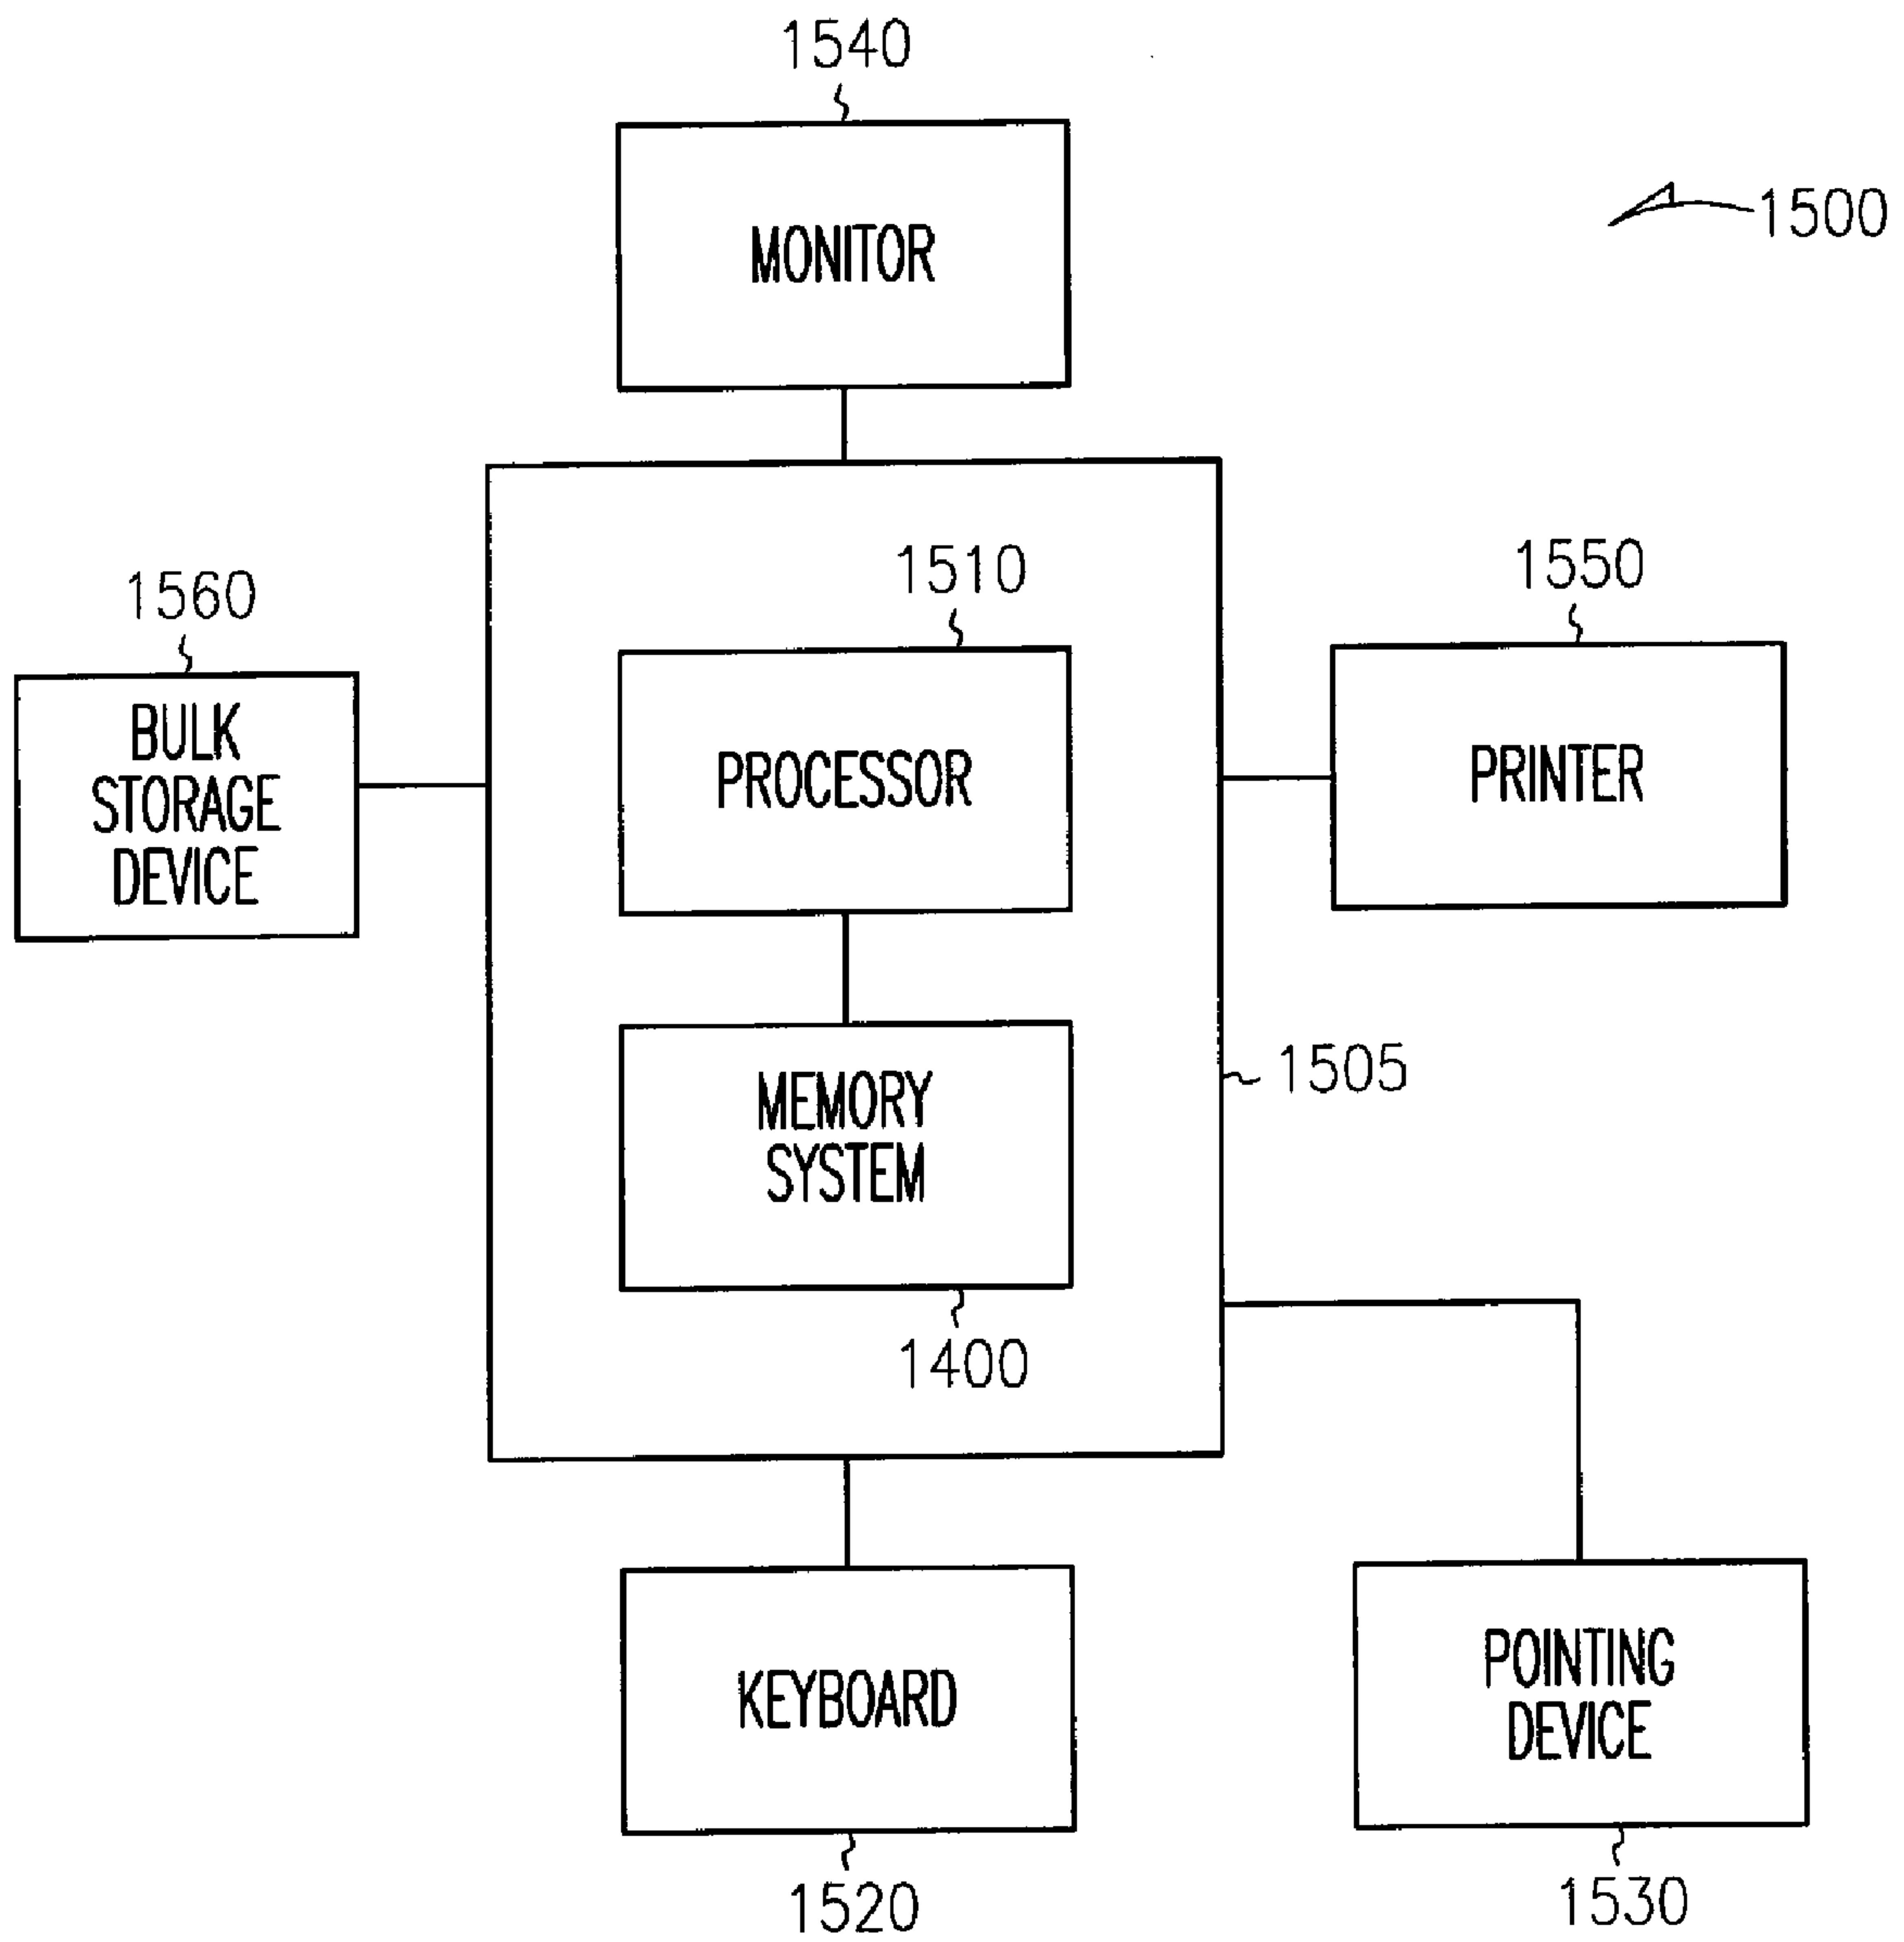 1540
MONITOR
1500
1510
1550
1560
BULK
STORAGE
DEVICE
PROCESSOR
PRINTER
1505
MEMORY
SYSTEM
1400
KEYBOARD
POINTING
DEVICE
1520
1530